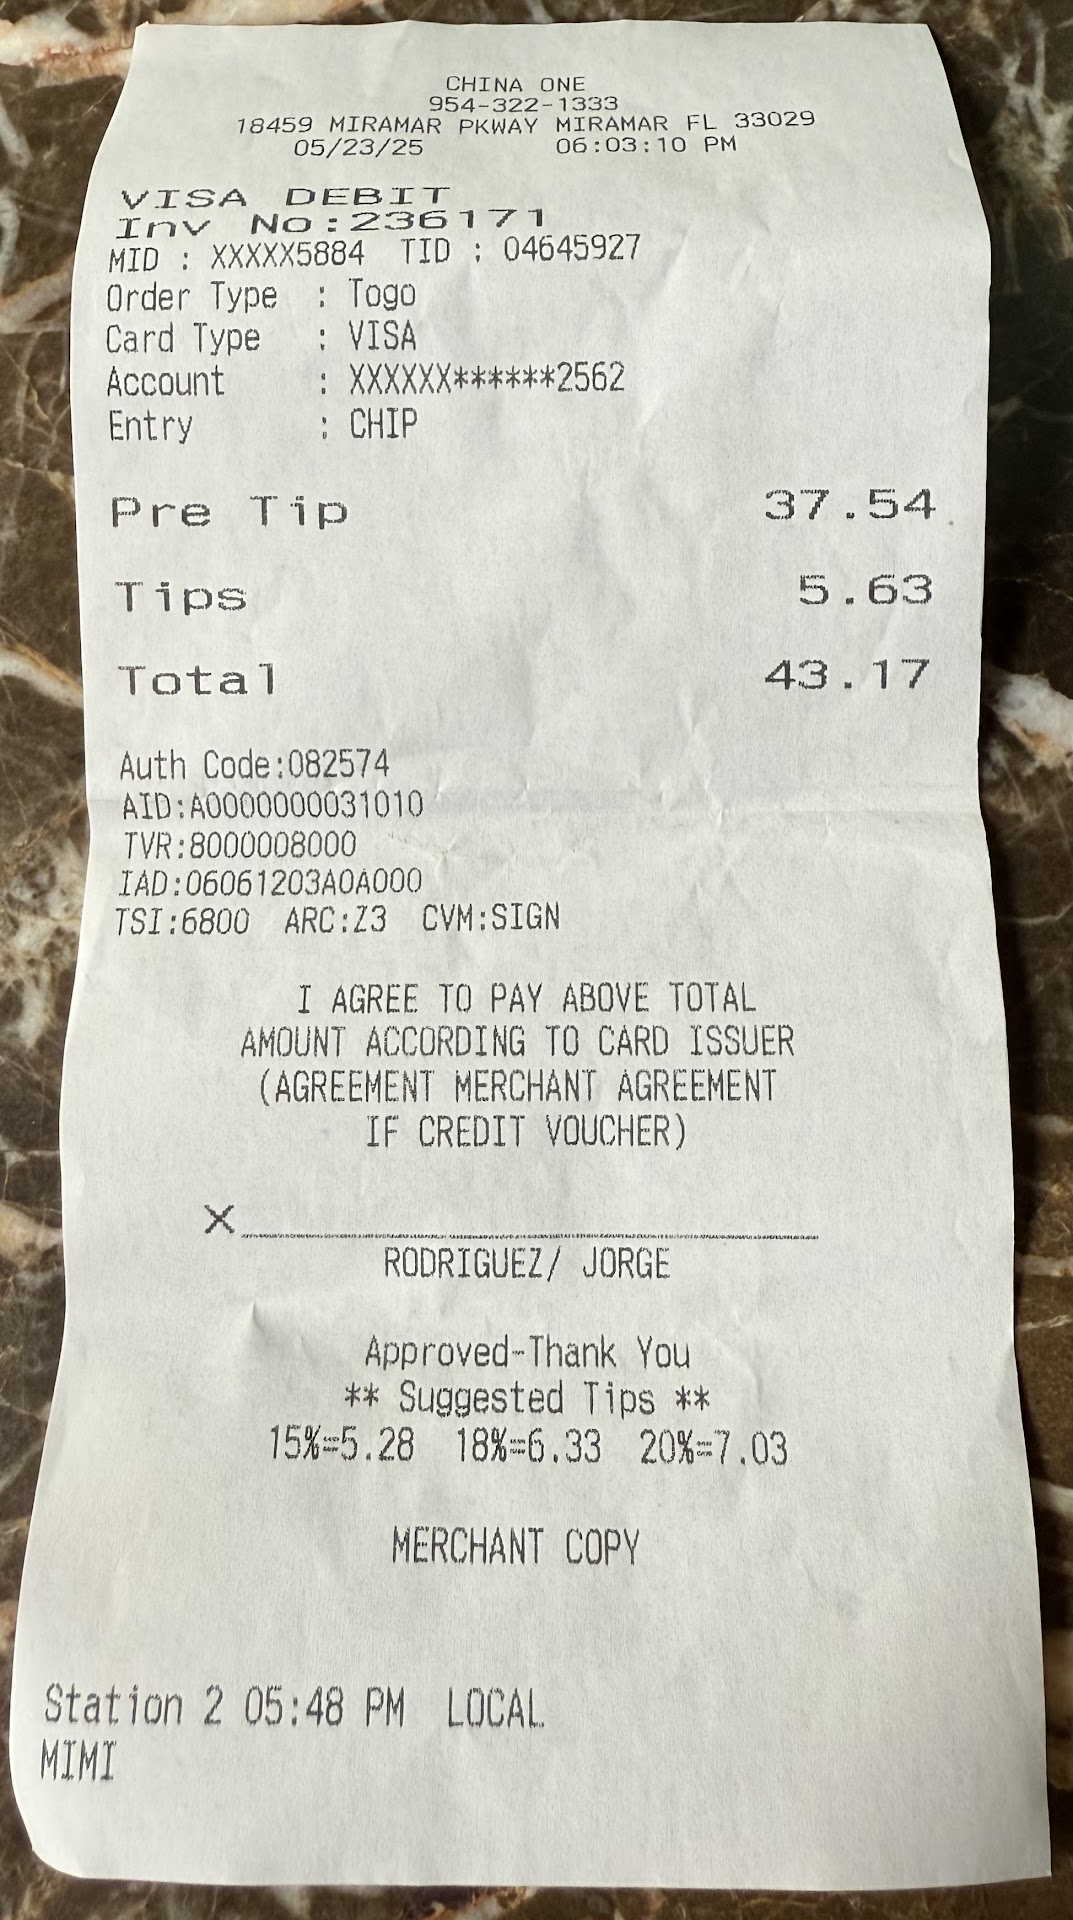 CHINA ONE
954-322-1333
18459 MIRAMAR PKWAY MIRAMAR FL 33029
05/23/25 06:03:10 PM
VISA DEBIT
Inv No:236171
MID : XXXXX5884 TID : 04645927
Order Type : Togo
Card Type : VISA
Account : XXXXXX******2562
Entry : CHIP
Pre Tip 37.54
Tips 5.63
Total 43.17
Auth Code:082574
AID:A0000000031010
TVR:8000008000
IAD:06061203A0A000
TSI:6800 ARC:Z3 CVM:SIGN
I AGREE TO PAY ABOVE TOTAL
AMOUNT ACCORDING TO CARD ISSUER
(AGREEMENT MERCHANT AGREEMENT
IF CREDIT VOUCHER)
X
RODRIGUEZ/ JORGE
Approved-Thank You
** Suggested Tips **
15%=5.28 18%=6.33 20%=7.03
MERCHANT COPY
Station 2 05:48 PM LOCAL
MIMI